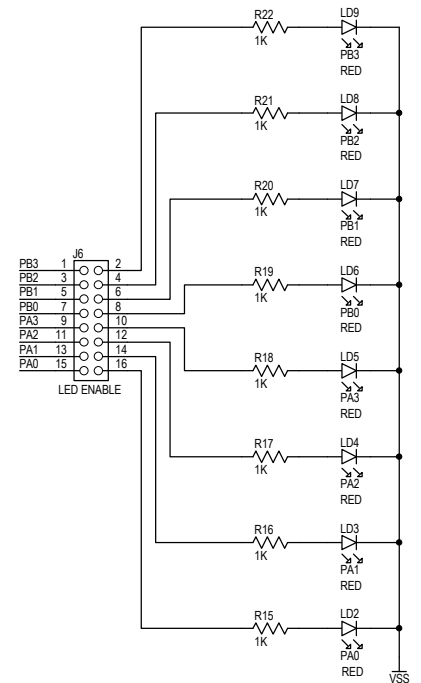 R22 LD9
1K PB3
RED
R21 LD8
1K PB2
RED
R20 LD7
1K PB1
RED
J6
PB3 1 2
PB2 3 4
PB1 5 6
PB0 7 8
PA3 9 10
PA2 11 12
PA1 13 14
PA0 15 16
LED ENABLE
R19 LD6
1K PB0
RED
R18 LD5
1K PA3
RED
R17 LD4
1K PA2
RED
R16 LD3
1K PA1
RED
R15 LD2
1K PA0
RED
VSS